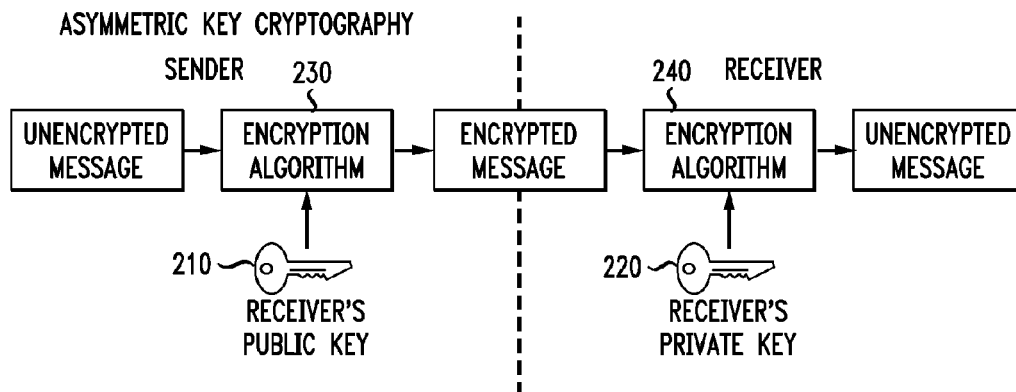 ASYMMETRIC KEY CRYPTOGRAPHY
SENDER 230
240 RECEIVER
UNENCRYPTED
MESSAGE
ENCRYPTION
ALGORITHM
ENCRYPTED
MESSAGE
ENCRYPTION
ALGORITHM
UNENCRYPTED
MESSAGE
210
RECEIVER'S
PUBLIC KEY
220
RECEIVER'S
PRIVATE KEY